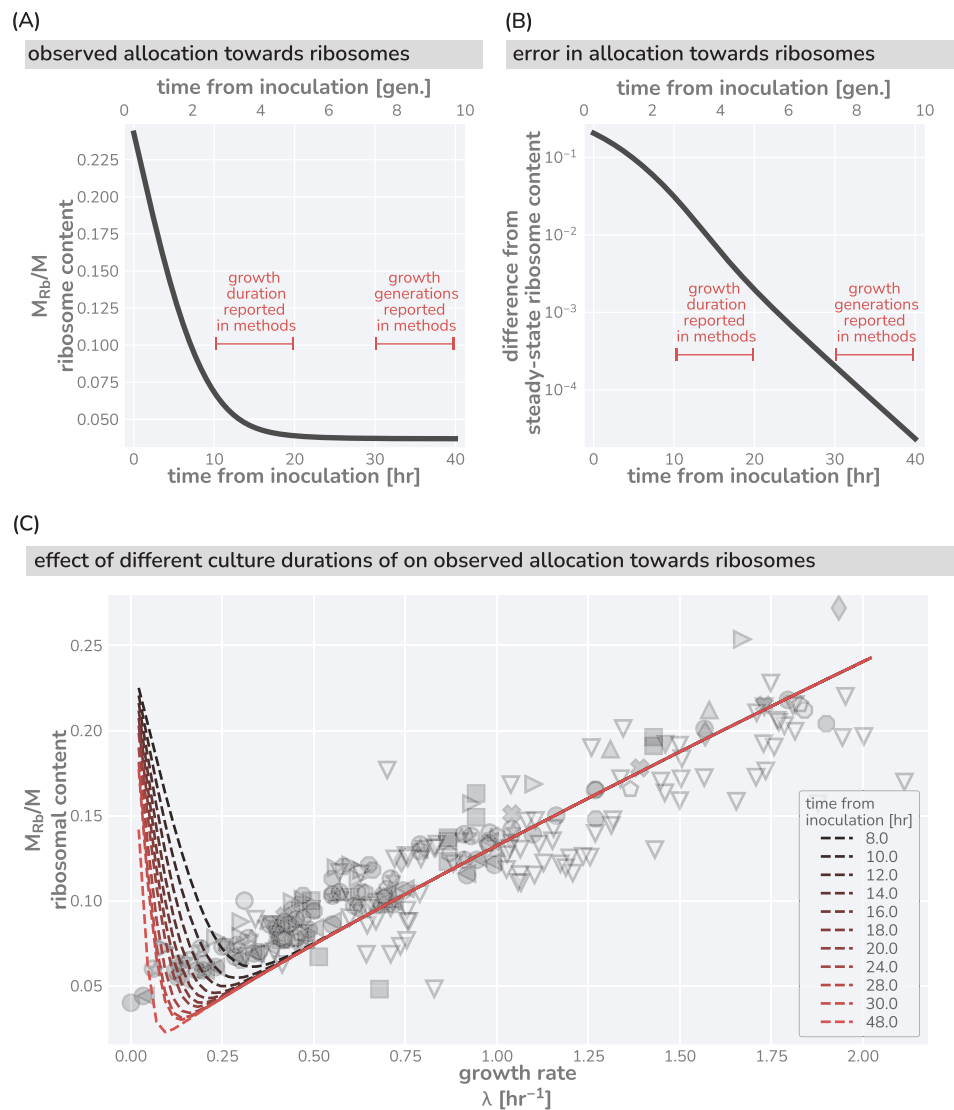 (A)
observed allocation towards ribosomes
time from inoculation [gen.]
0 2 4 6 8 10
M_Rb/M
ribosome content
0.225
0.200
0.175
0.150
0.125
0.100
0.075
0.050
growth
duration
reported
in methods
growth
generations
reported
in methods
0 10 20 30 40
time from inoculation [hr]
(B)
error in allocation towards ribosomes
time from inoculation [gen.]
0 2 4 6 8 10
difference from
steady-state ribosome content
10⁻¹
10⁻²
10⁻³
10⁻⁴
growth
duration
reported
in methods
growth
generations
reported
in methods
0 10 20 30 40
time from inoculation [hr]
(C)
effect of different culture durations of on observed allocation towards ribosomes
M_Rb/M
ribosomal content
0.25
0.20
0.15
0.10
0.05
time from
inoculation [hr]
8.0
10.0
12.0
14.0
16.0
18.0
20.0
24.0
28.0
30.0
48.0
0.00 0.25 0.50 0.75 1.00 1.25 1.50 1.75 2.00
growth rate
λ [hr⁻¹]